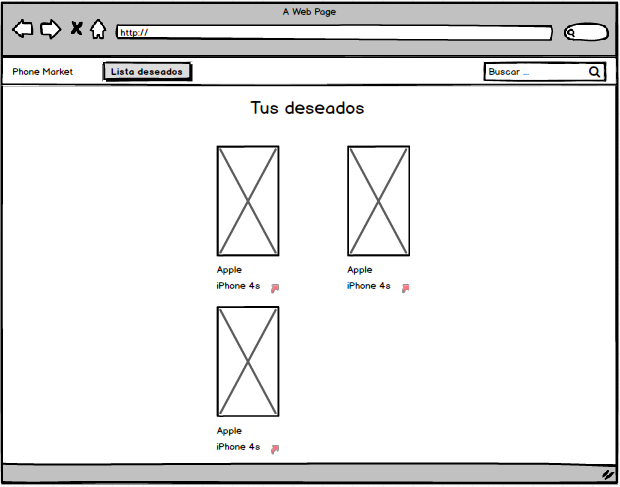 A Web Page
http://
Phone Market
Lista deseados
Buscar ...
Tus deseados
Apple
iPhone 4s
Apple
iPhone 4s
Apple
iPhone 4s